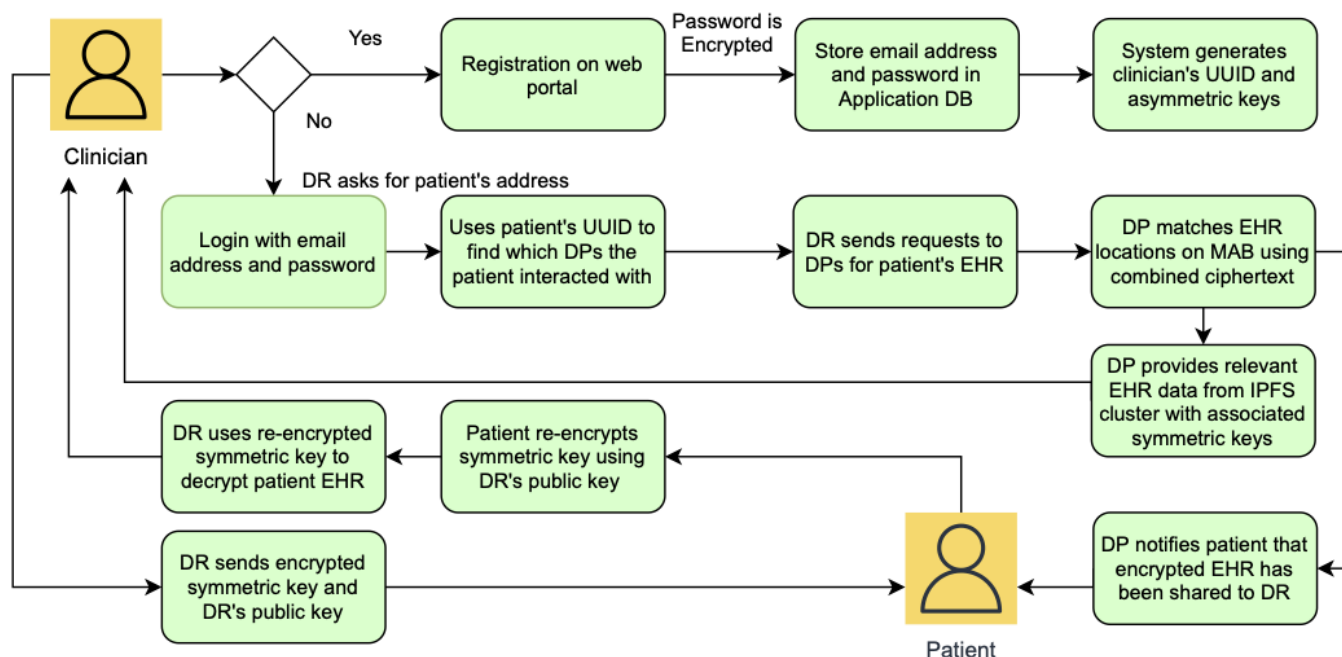 Yes
Password is
Encrypted
Registration on web
portal
Store email address
and password in
Application DB
System generates
clinician's UUID and
asymmetric keys
No
Clinician
DR asks for patient's address
Login with email
address and password
Uses patient's UUID to
find which DPs the
patient interacted with
DR sends requests to
DPs for patient's EHR
DP matches EHR
locations on MAB using
combined ciphertext
DP provides relevant
EHR data from IPFS
cluster with associated
symmetric keys
DR uses re-encrypted
symmetric key to
decrypt patient EHR
Patient re-encrypts
symmetric key using
DR's public key
DR sends encrypted
symmetric key and
DR's public key
DP notifies patient that
encrypted EHR has
been shared to DR
Patient